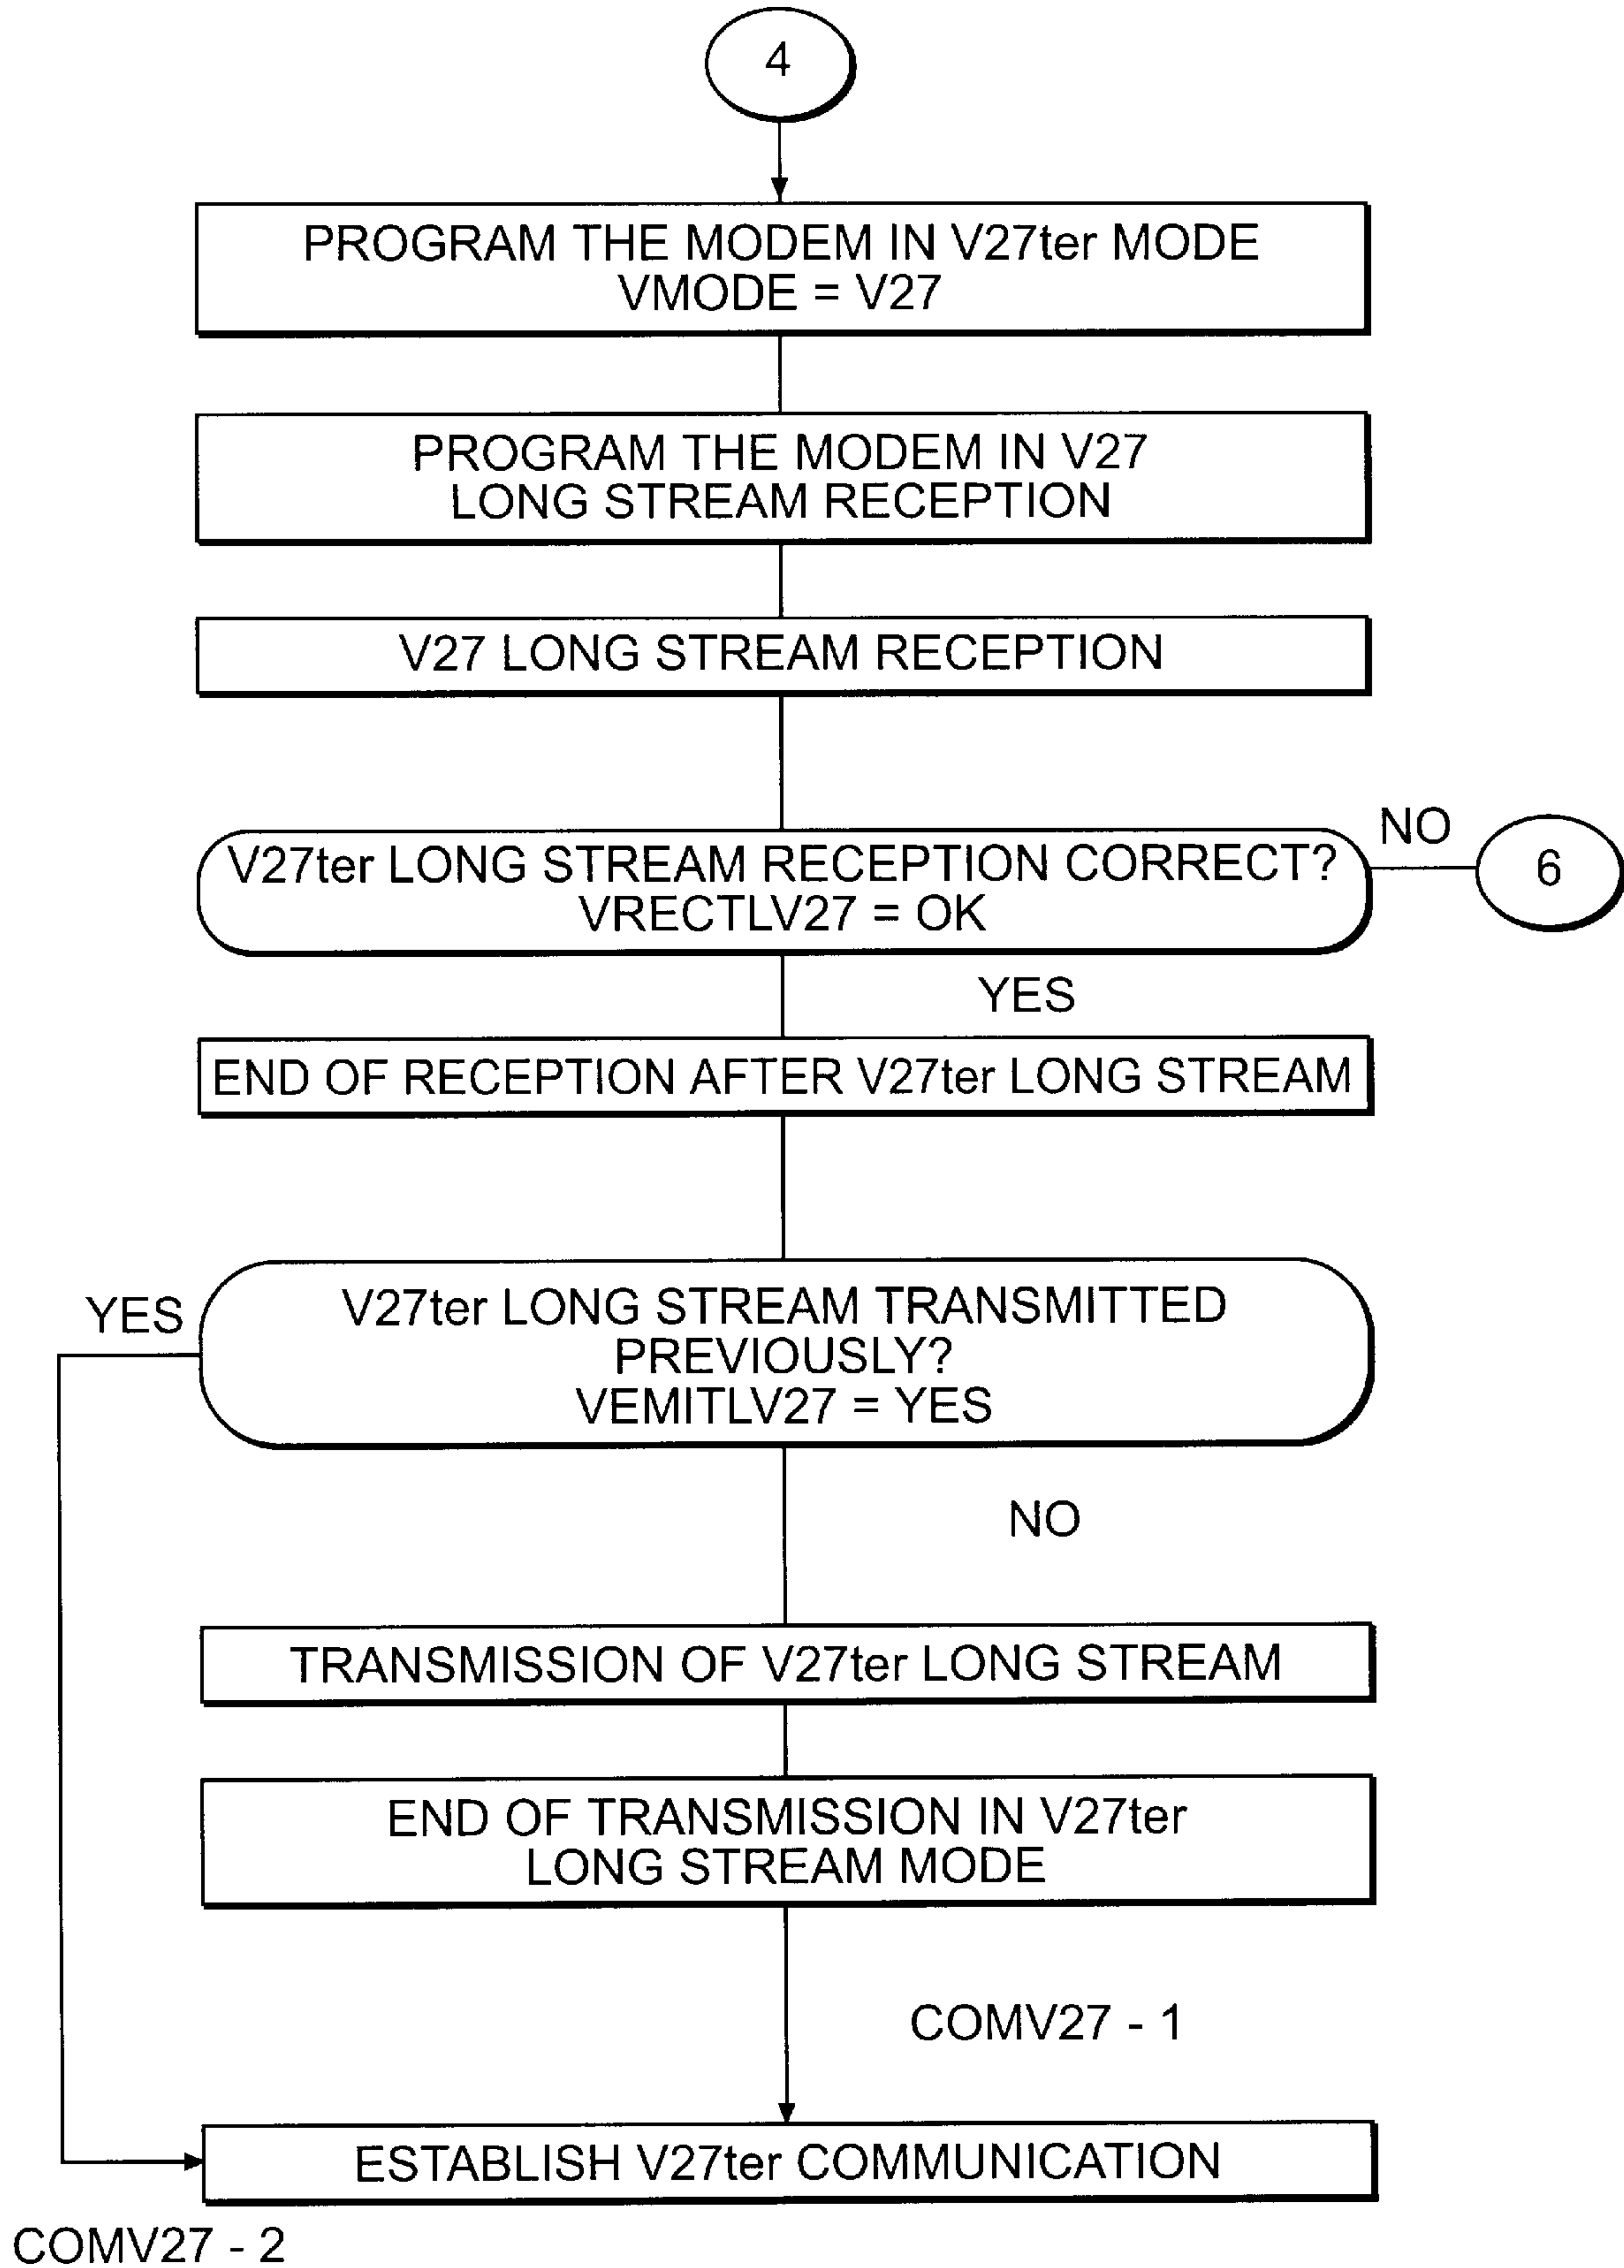 4
PROGRAM THE MODEM IN V27ter MODE
VMODE = V27
PROGRAM THE MODEM IN V27
LONG STREAM RECEPTION
V27 LONG STREAM RECEPTION
NO
V27ter LONG STREAM RECEPTION CORRECT?
VRECTLV27 = OK
6
YES
END OF RECEPTION AFTER V27ter LONG STREAM
YES
V27ter LONG STREAM TRANSMITTED
PREVIOUSLY?
VEMITLV27 = YES
NO
TRANSMISSION OF V27ter LONG STREAM
END OF TRANSMISSION IN V27ter
LONG STREAM MODE
COMV27 - 1
ESTABLISH V27ter COMMUNICATION
COMV27 - 2